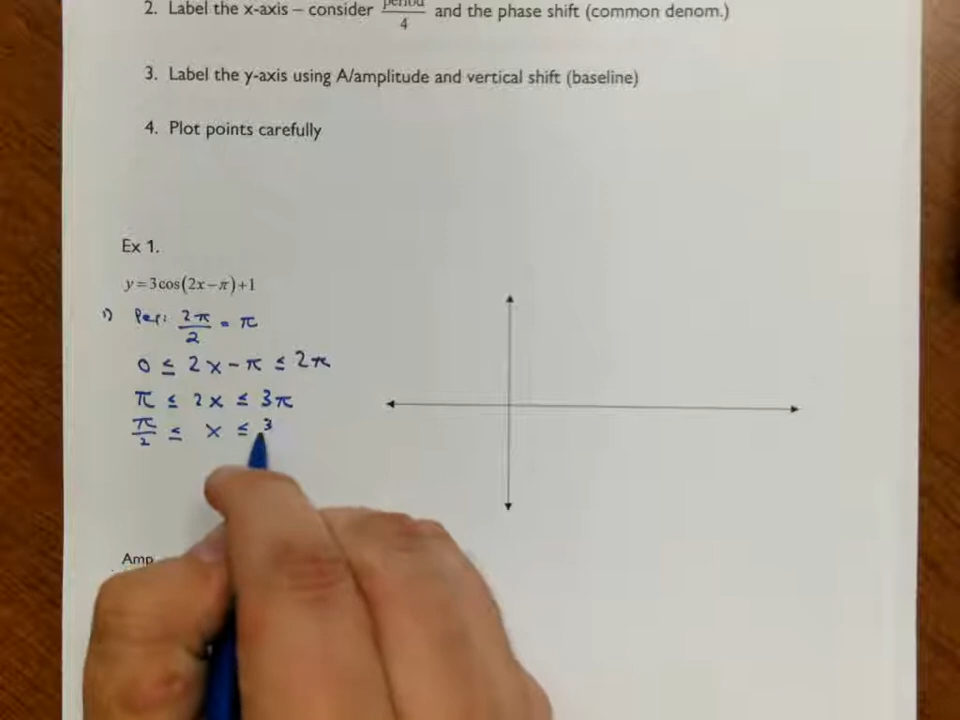 2. Label the x-axis – consider period/4 and the phase shift (common denom.)
3. Label the y-axis using A/amplitude and vertical shift (baseline)
4. Plot points carefully
Ex 1.
y=3cos(2x−π)+1
1) Per: 2π/2 = π
0 ≤ 2x − π ≤ 2π
π ≤ 2x ≤ 3π
π/2 ≤ x ≤ 3
Amp